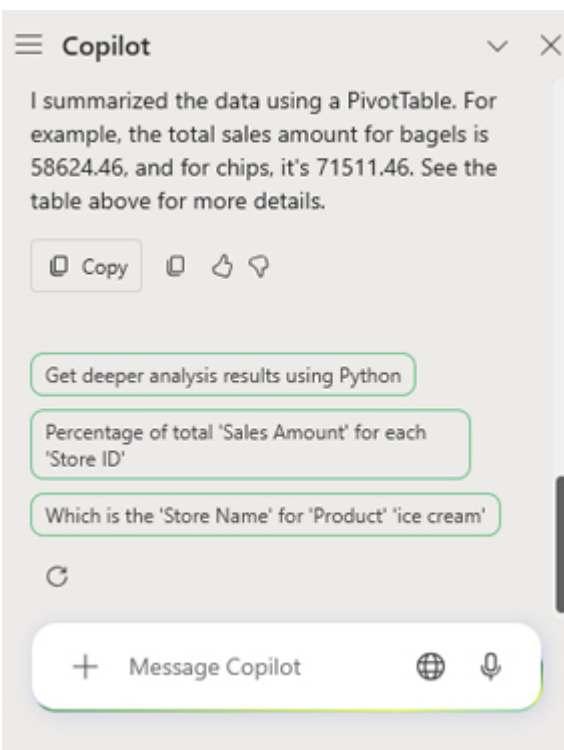 Copilot
I summarized the data using a PivotTable. For
example, the total sales amount for bagels is
58624.46, and for chips, it's 71511.46. See the
table above for more details.
Copy
Get deeper analysis results using Python
Percentage of total 'Sales Amount' for each
'Store ID'
Which is the 'Store Name' for 'Product' 'ice cream'
Message Copilot